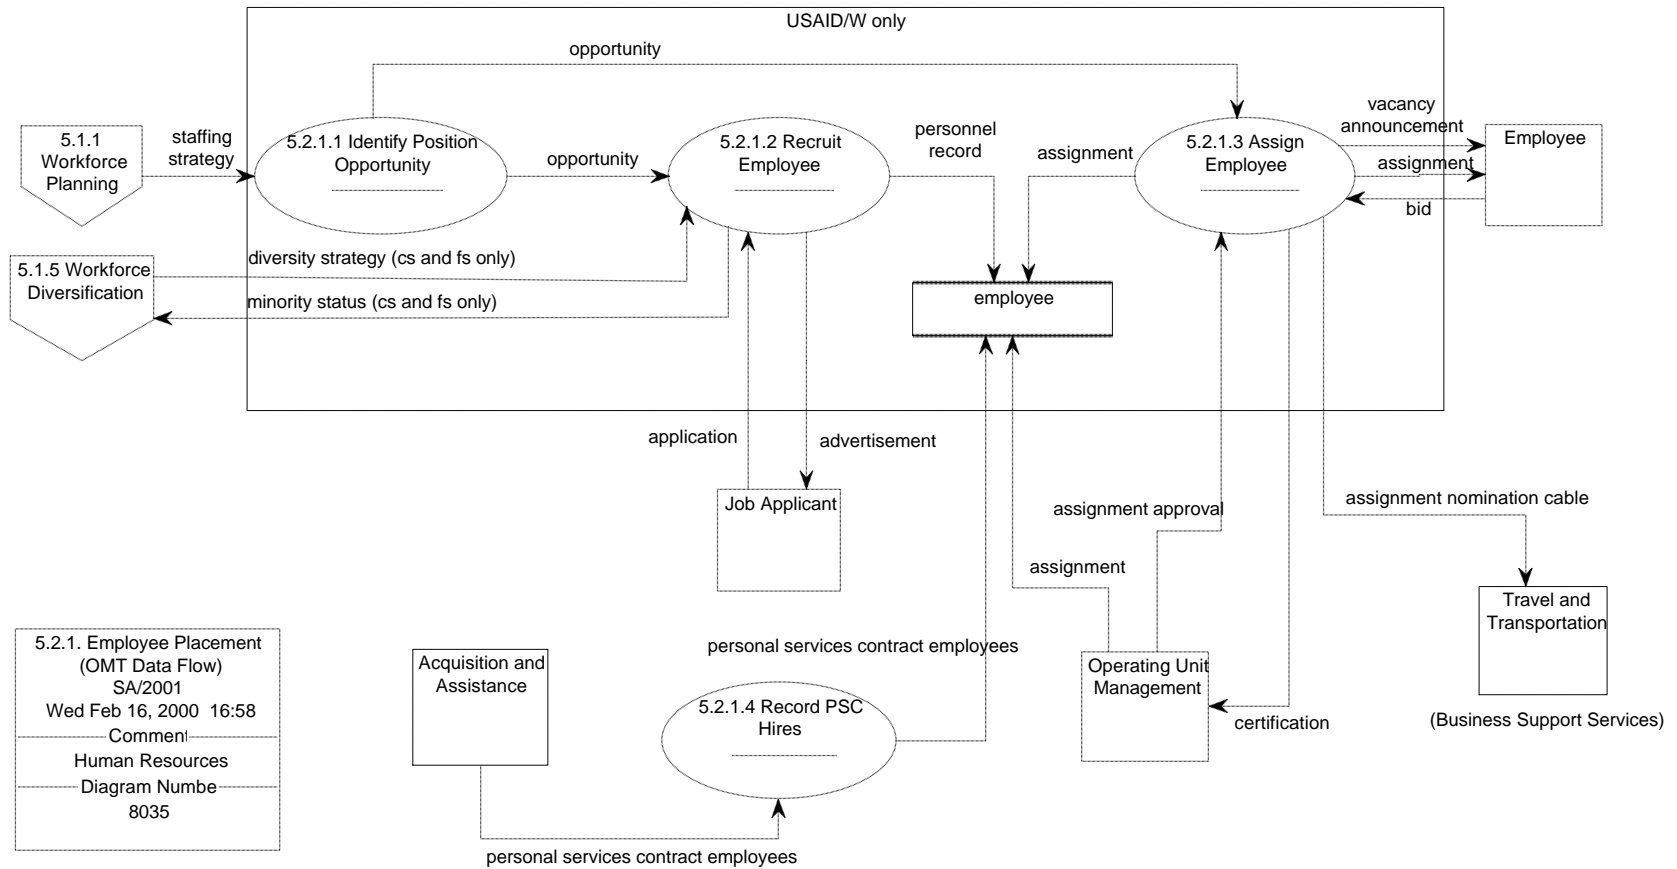 USAID/W only
opportunity
5.1.1
Workforce
Planning
staffing
strategy
5.2.1.1 Identify Position
Opportunity
opportunity
5.2.1.2 Recruit
Employee
personnel
record
assignment
5.2.1.3 Assign
Employee
vacancy
announcement
assignment
bid
Employee
5.1.5 Workforce
Diversification
diversity strategy (cs and fs only)
minority status (cs and fs only)
employee
application
advertisement
Job Applicant
assignment approval
assignment nomination cable
assignment
Travel and
Transportation
(Business Support Services)
personal services contract employees
Operating Unit
Management
certification
5.2.1. Employee Placement
(OMT Data Flow)
SA/2001
Wed Feb 16, 2000 16:58
Comment
Human Resources
Diagram Numbe
8035
Acquisition and
Assistance
5.2.1.4 Record PSC
Hires
personal services contract employees